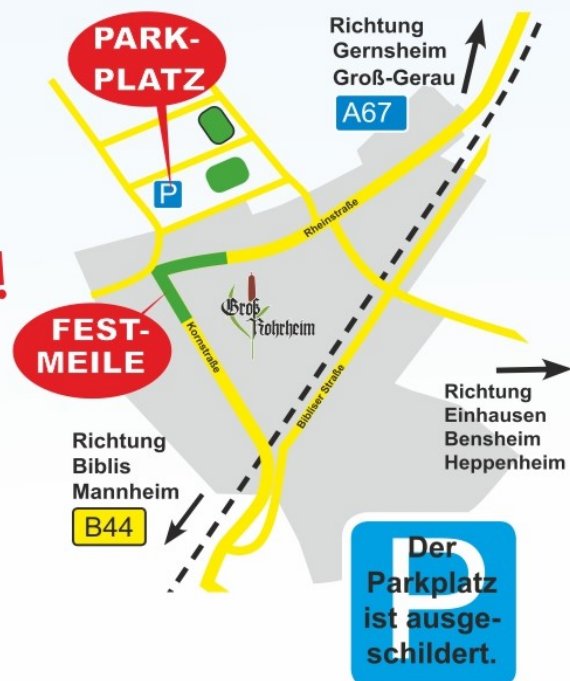 PARK-
PLATZ
Richtung
Gernsheim
Groß-Gerau
A67
P
Rheinstraße
!
FEST-
MEILE
Groß
Rohrheim
Kornstraße
Bibliser Straße
Richtung
Einhausen
Bensheim
Heppenheim
Richtung
Biblis
Mannheim
B44
P
Der
Parkplatz
ist ausge-
schildert.